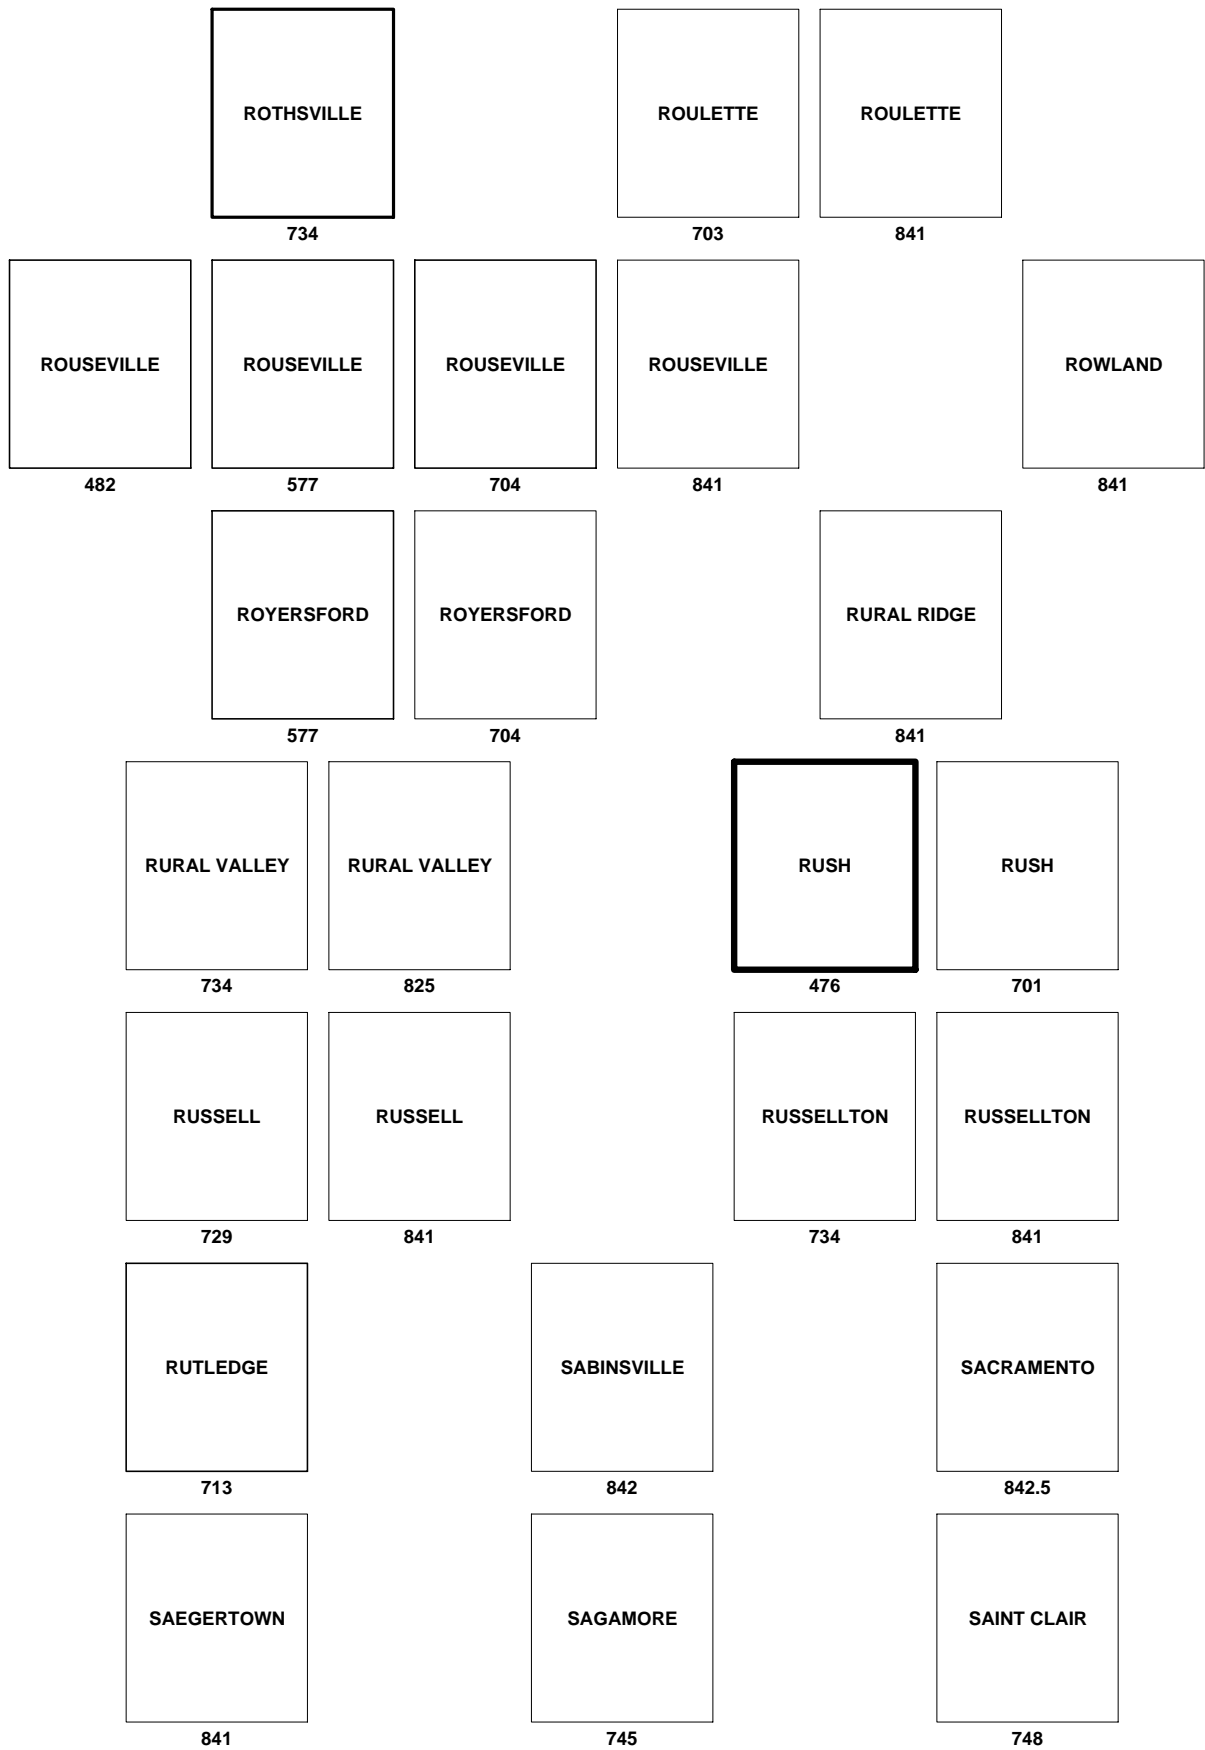 ROTHSVILLE ROULETTE ROULETTE
734 703 841
ROUSEVILLE ROUSEVILLE ROUSEVILLE ROUSEVILLE ROWLAND
482 577 704 841 841
ROYERSFORD ROYERSFORD RURAL RIDGE
577 704 841
RURAL VALLEY RURAL VALLEY RUSH RUSH
734 825 476 701
RUSSELL RUSSELL RUSSELLTON RUSSELLTON
729 841 734 841
RUTLEDGE SABINSVILLE SACRAMENTO
713 842 842.5
SAEGERTOWN SAGAMORE SAINT CLAIR
841 745 748